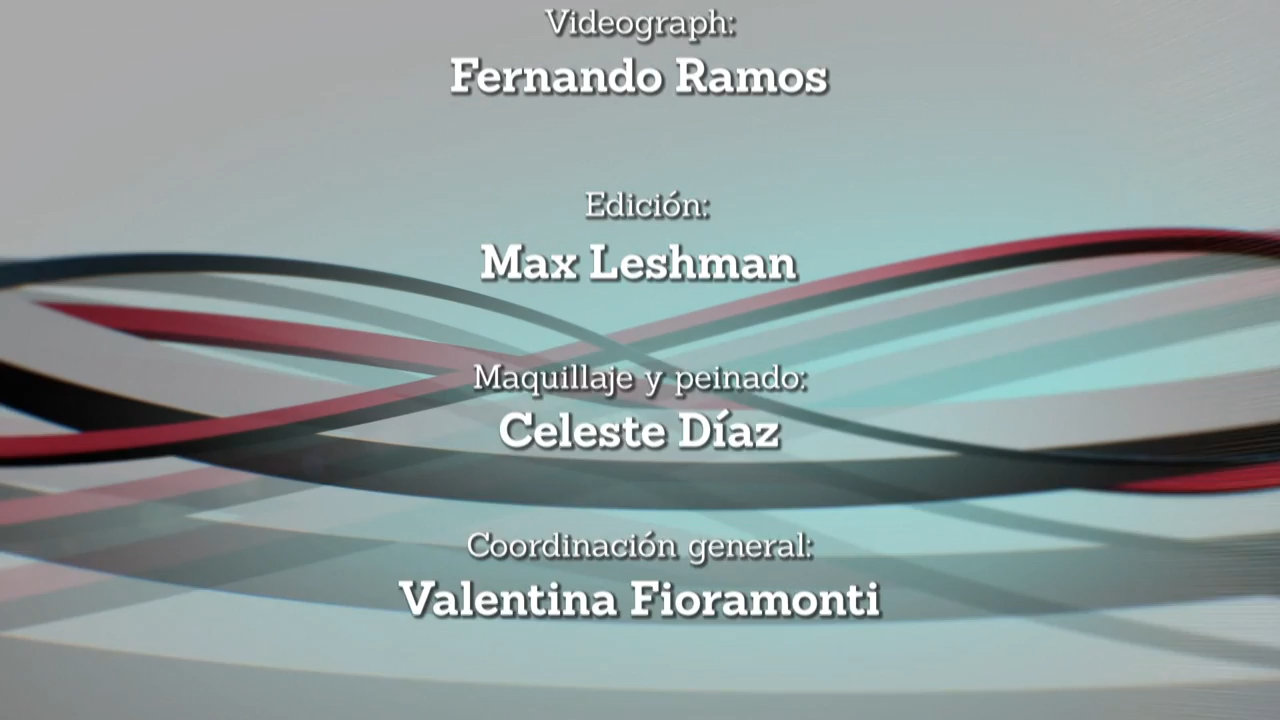 Videograph:
Fernando Ramos
Edición:
Max Leshman
Maquillaje y peinado:
Celeste Díaz
Coordinación general:
Valentina Fioramonti